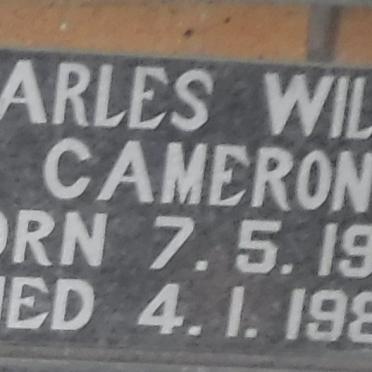 ARLES WIL
CAMERON
ORN 7.5.19
IED 4.1.198